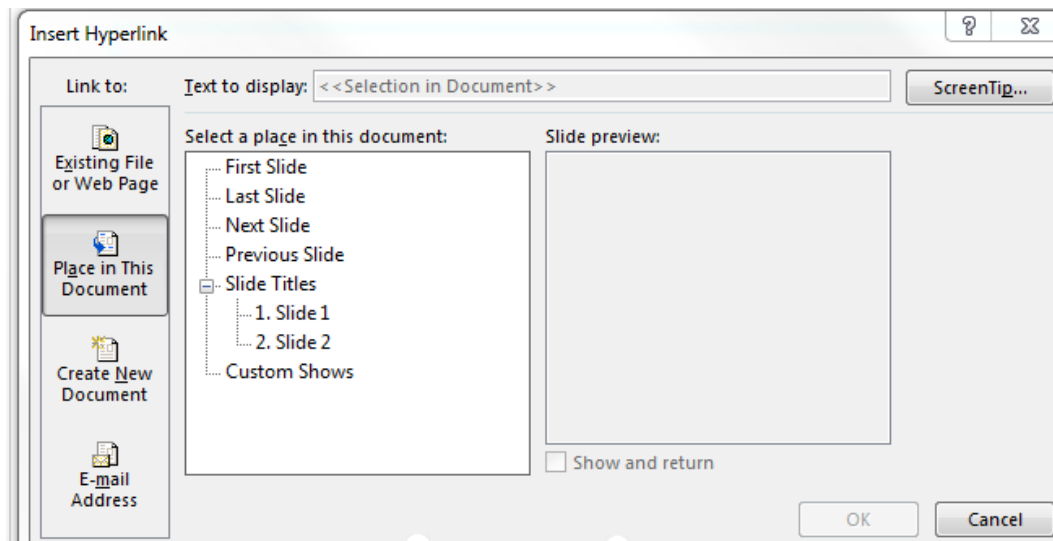 Insert Hyperlink
Link to:
Text to display:
<<Selection in Document>>
ScreenTip...
Existing File
or Web Page
Place in This
Document
Create New
Document
E-mail
Address
Select a place in this document:
First Slide
Last Slide
Next Slide
Previous Slide
Slide Titles
1. Slide 1
2. Slide 2
Custom Shows
Slide preview:
Show and return
OK
Cancel